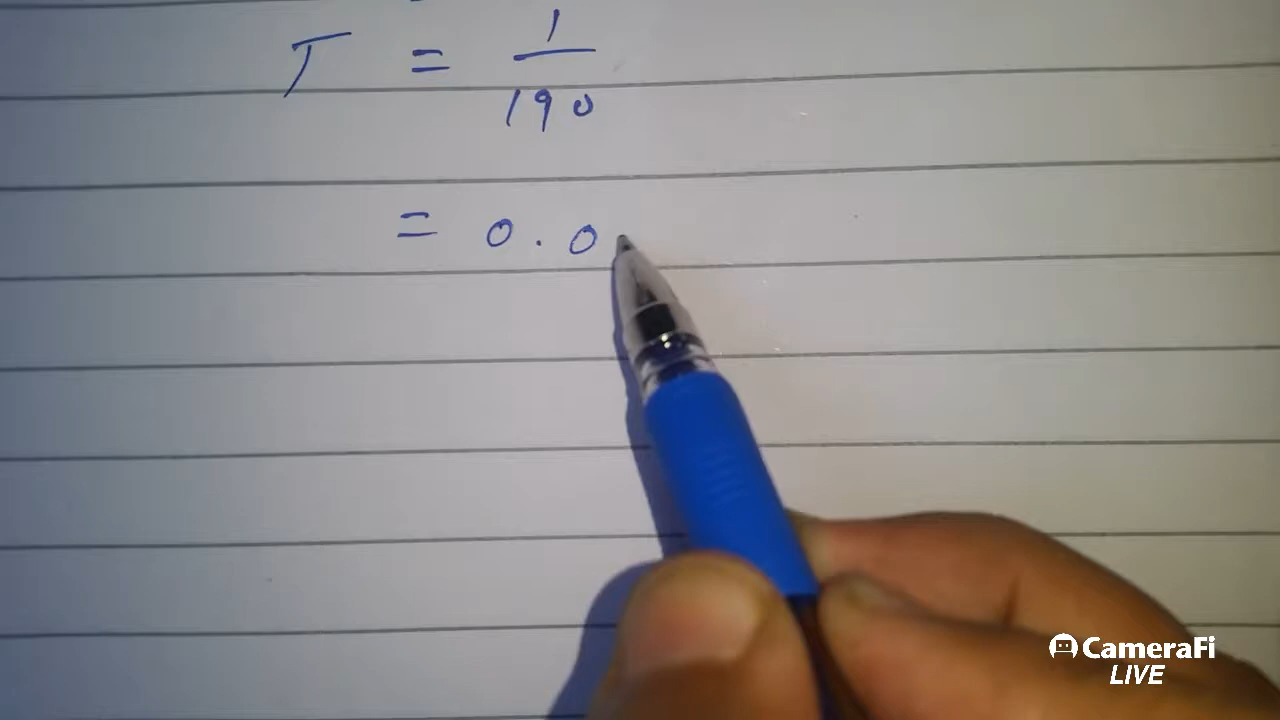 T = 1/190
= 0.0
CameraFi
LIVE